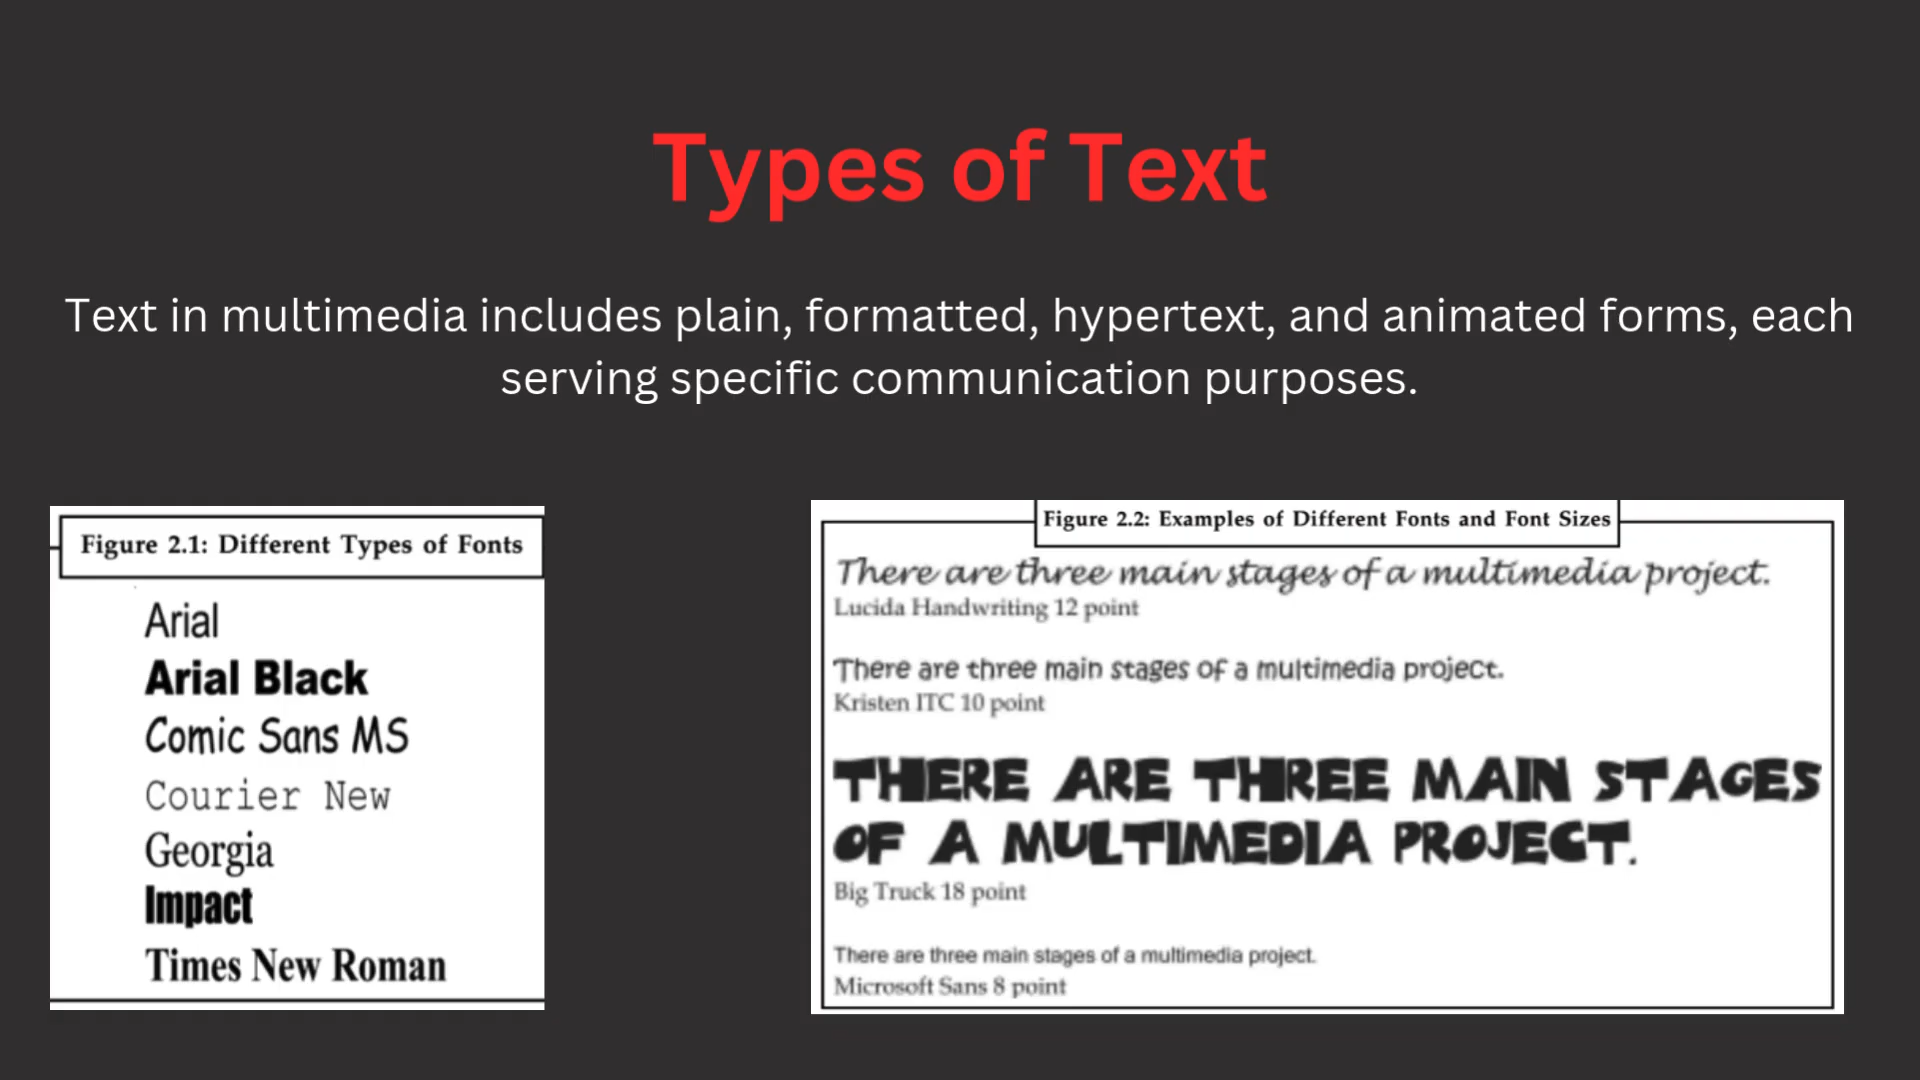 Types of Text
Text in multimedia includes plain, formatted, hypertext, and animated forms, each
serving specific communication purposes.
Figure 2.1: Different Types of Fonts
Arial
Arial Black
Comic Sans MS
Courier New
Georgia
Impact
Times New Roman
Figure 2.2: Examples of Different Fonts and Font Sizes
There are three main stages of a multimedia project.
Lucida Handwriting 12 point
There are three main stages of a multimedia project.
Kristen ITC 10 point
THERE ARE THREE MAIN STAGES
OF A MULTIMEDIA PROJECT.
Big Truck 18 point
There are three main stages of a multimedia project.
Microsoft Sans 8 point